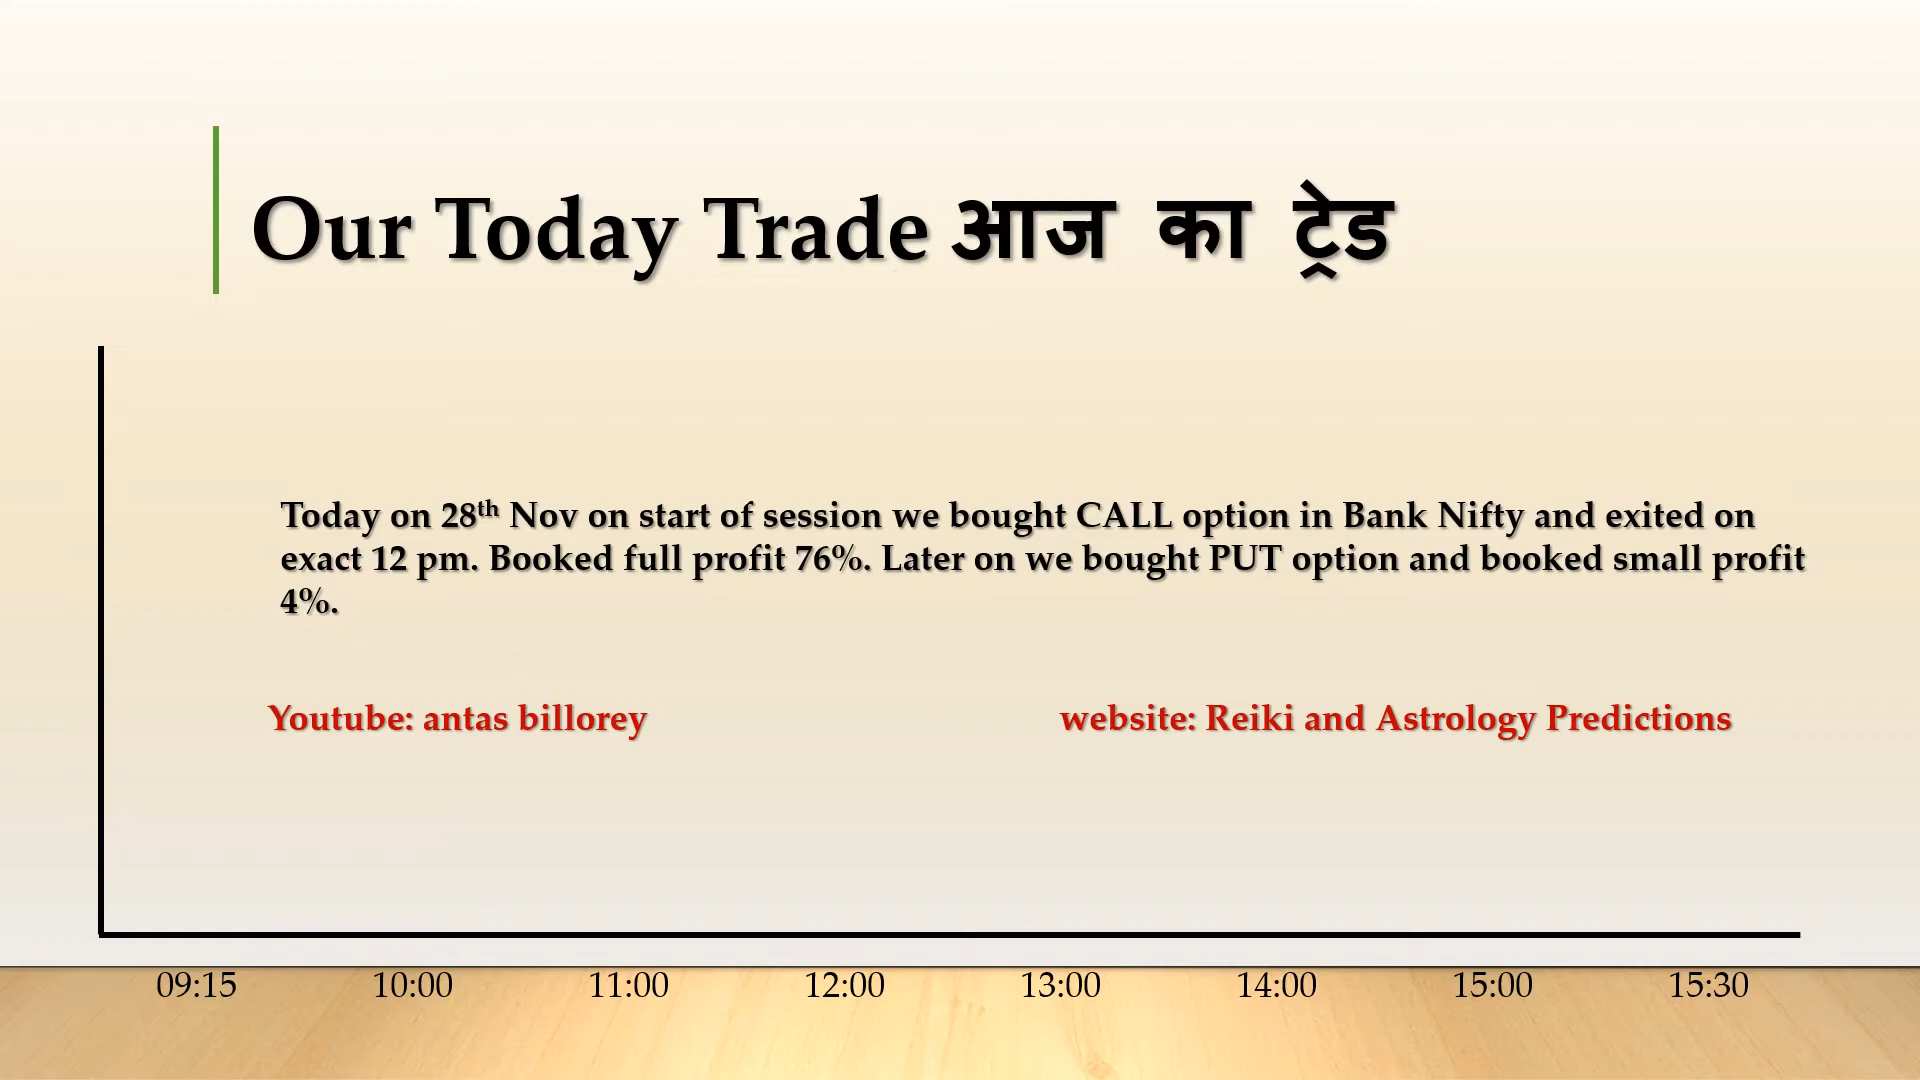 Our Today Trade आज का ट्रेड
Today on 28th Nov on start of session we bought CALL option in Bank Nifty and exited on
exact 12 pm. Booked full profit 76%. Later on we bought PUT option and booked small profit
4%.
Youtube: antas billorey website: Reiki and Astrology Predictions
09:15 10:00 11:00 12:00 13:00 14:00 15:00 15:30